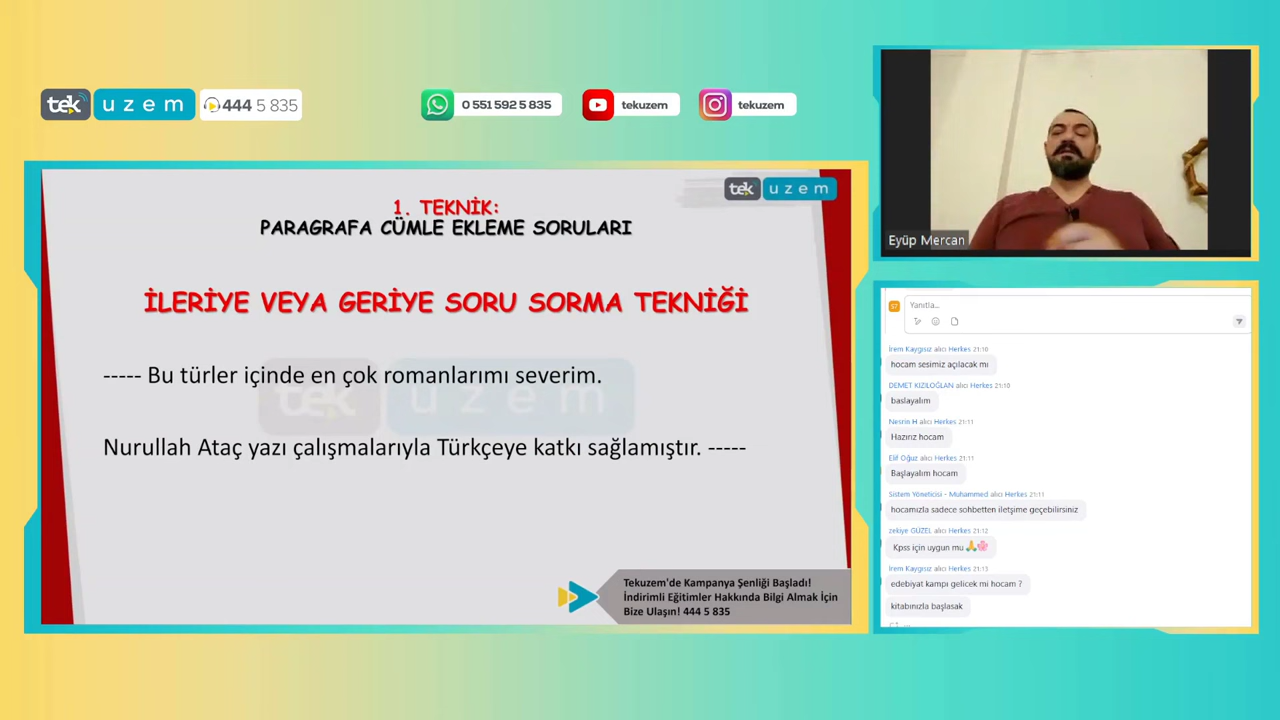 tek uzem 444 5 835
0 551 592 5 835
tekuzem
tekuzem
tek uzem
1. TEKNİK:
PARAGRAFA CÜMLE EKLEME SORULARI
İLERİYE VEYA GERİYE SORU SORMA TEKNİĞİ
----- Bu türler içinde en çok romanlarımı severim.
tek uzem
Nurullah Ataç yazı çalışmalarıyla Türkçeye katkı sağlamıştır. -----
Tekuzem'de Kampanya Şenliği Başladı!
İndirimli Eğitimler Hakkında Bilgi Almak İçin
Bize Ulaşın! 444 5 835
Eyüp Mercan
Yanıtla...
İrem Kaygısız alıcı Herkes 21:10
hocam sesimiz açılacak mı
DEMET KIZILOĞLAN alıcı Herkes 21:10
baslayalım
Nesrin H alıcı Herkes 21:11
Hazırız hocam
Elif Oğuz alıcı Herkes 21:11
Başlayalım hocam
Sistem Yöneticisi - Muhammed alıcı Herkes 21:11
hocamızla sadece sohbetten iletşime geçebilirsiniz
zekiye GÜZEL alıcı Herkes 21:12
Kpss için uygun mu 🙏🌸
İrem Kaygısız alıcı Herkes 21:13
edebiyat kampı gelicek mi hocam ?
kitabınızla başlasak